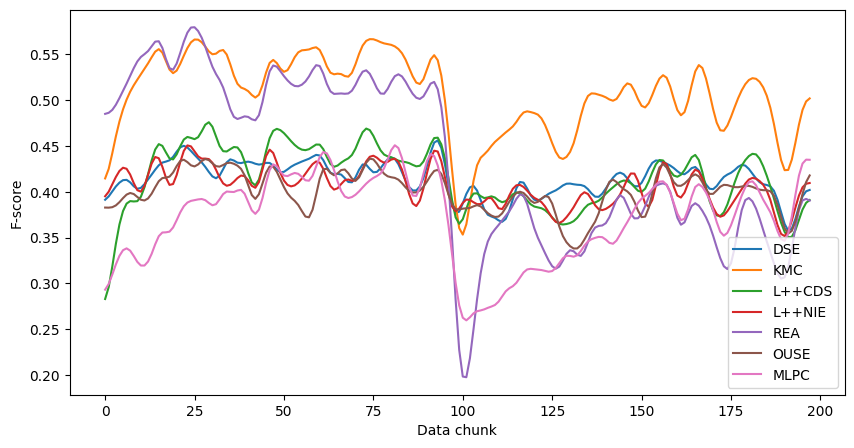 F-score
0.55
0.50
0.45
0.40
0.35
0.30
0.25
0.20
0 25 50 75 100 125 150 175 200
Data chunk
DSE
KMC
L++CDS
L++NIE
REA
OUSE
MLPC